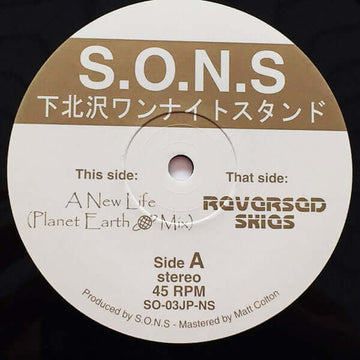 S.O.N.S
下北沢ワンナイトスタンド
This side:
That side:
A New Life
(Planet Earth Mix)
REVERSED
SKIES
Side A
stereo
45 RPM
SO-03JP-NS
Produced by S.O.N.S - Mastered by Matt Colton